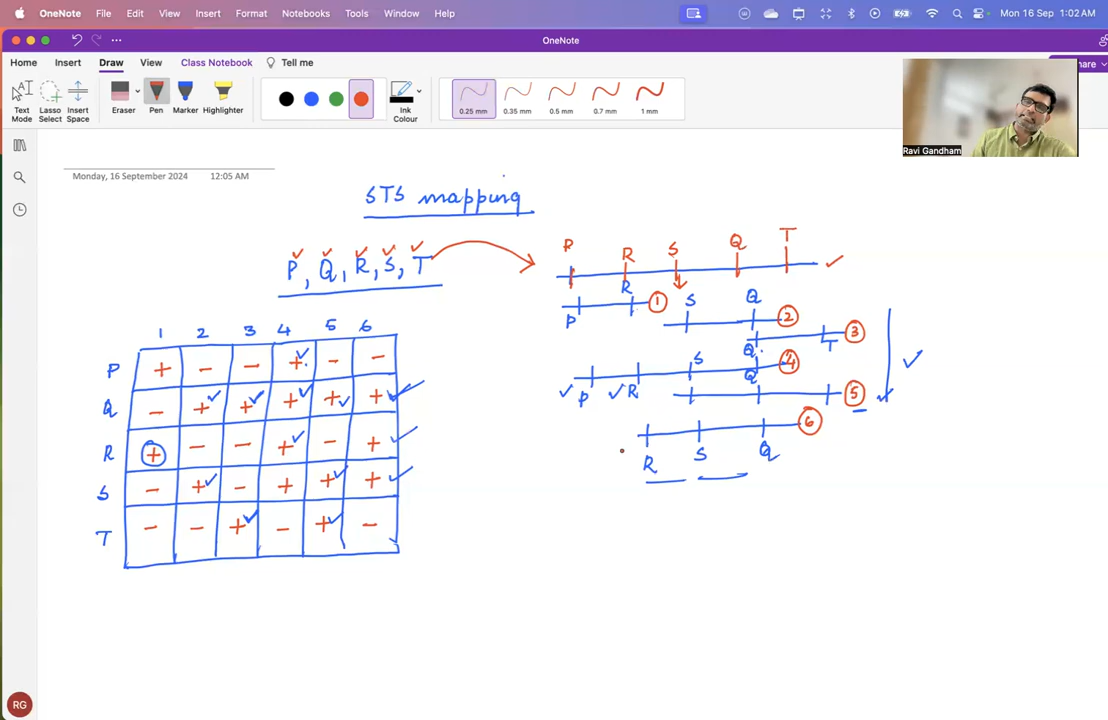 OneNote File Edit View Insert Format Notebooks Tools Window Help Mon 16 Sep 1:02 AM
OneNote
Home Insert Draw View Class Notebook Tell me
Text Mode Lasso Select Insert Space Eraser Pen Marker Highlighter Ink Colour 0.25 mm 0.35 mm 0.5 mm 0.7 mm 1 mm
Ravi Gandham
Monday, 16 September 2024 12:05 AM
STS mapping
P, Q, R, S, T
P R S Q T
P R 1
S Q 2
Q T 3
P R S Q 4
Q 5
R S Q 6
1 2 3 4 5 6
P + - - + - -
Q - + + + + +
R + - - + - +
S - + - + + +
T - - + - + -
RG